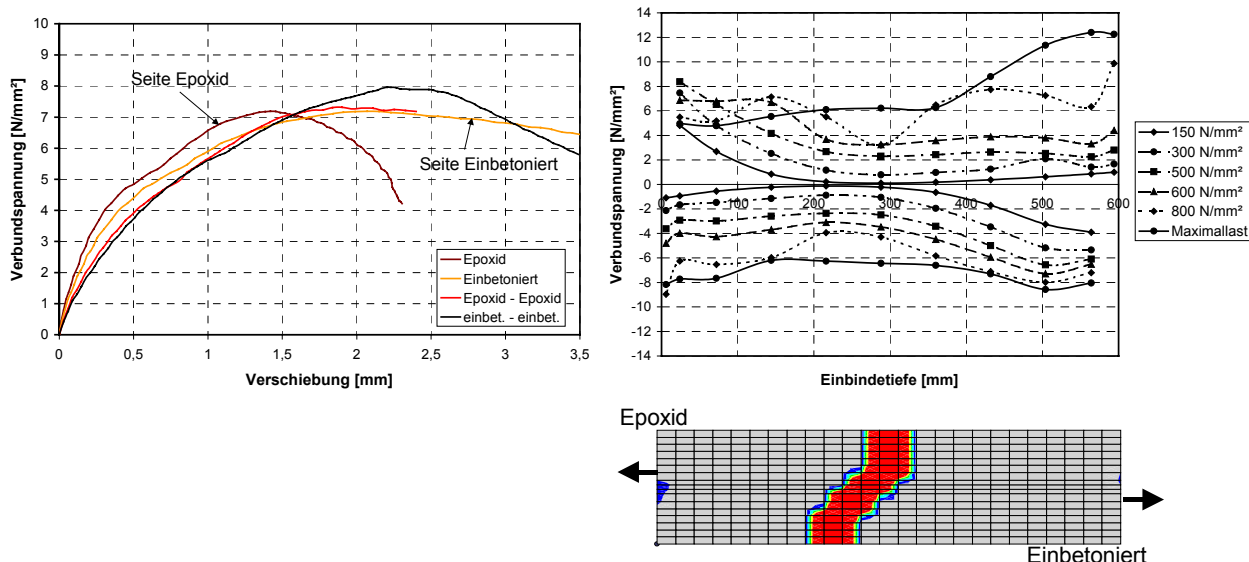 10
9
8
7
6
5
4
3
2
1
0
Verbundspannung [N/mm²]
Seite Epoxid
Seite Einbetoniert
Epoxid
Einbetoniert
Epoxid - Epoxid
einbet. - einbet.
0
0,5
1
1,5
2
2,5
3
3,5
Verschiebung [mm]
14
12
10
8
6
4
2
0
-2
-4
-6
-8
-10
-12
-14
Verbundspannung [N/mm²]
0
100
200
300
400
500
600
Einbindetiefe [mm]
150 N/mm²
300 N/mm²
500 N/mm²
600 N/mm²
800 N/mm²
Maximallast
Epoxid
Einbetoniert